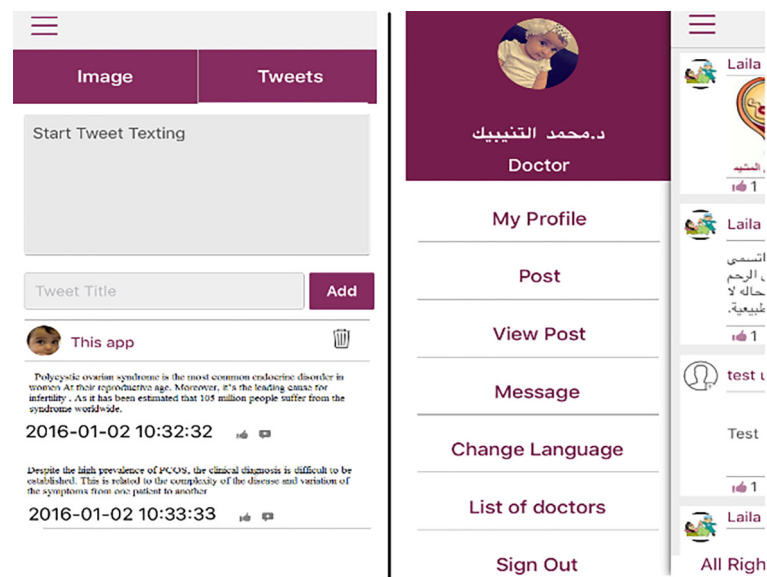 Image
Tweets
Start Tweet Texting
Tweet Title
Add
This app
Polycystic ovarian syndrome is the most common endocrine disorder in
women At their reproductive age. Moreover, it's the leading cause for
infertility . As it has been estimated that 105 million people suffer from the
syndrome worldwide.
2016-01-02 10:32:32
Despite the high prevalence of PCOS, the clinical diagnosis is difficult to be
established. This is related to the complexity of the disease and variation of
the symptoms from one patient to another
2016-01-02 10:33:33
د.محمد التنيبيك
Doctor
My Profile
Post
View Post
Message
Change Language
List of doctors
Sign Out
Laila
1
Laila
اتسمي
الرحم
حاله لا
طبيعية.
1
test u
Test
1
Laila
All Righ